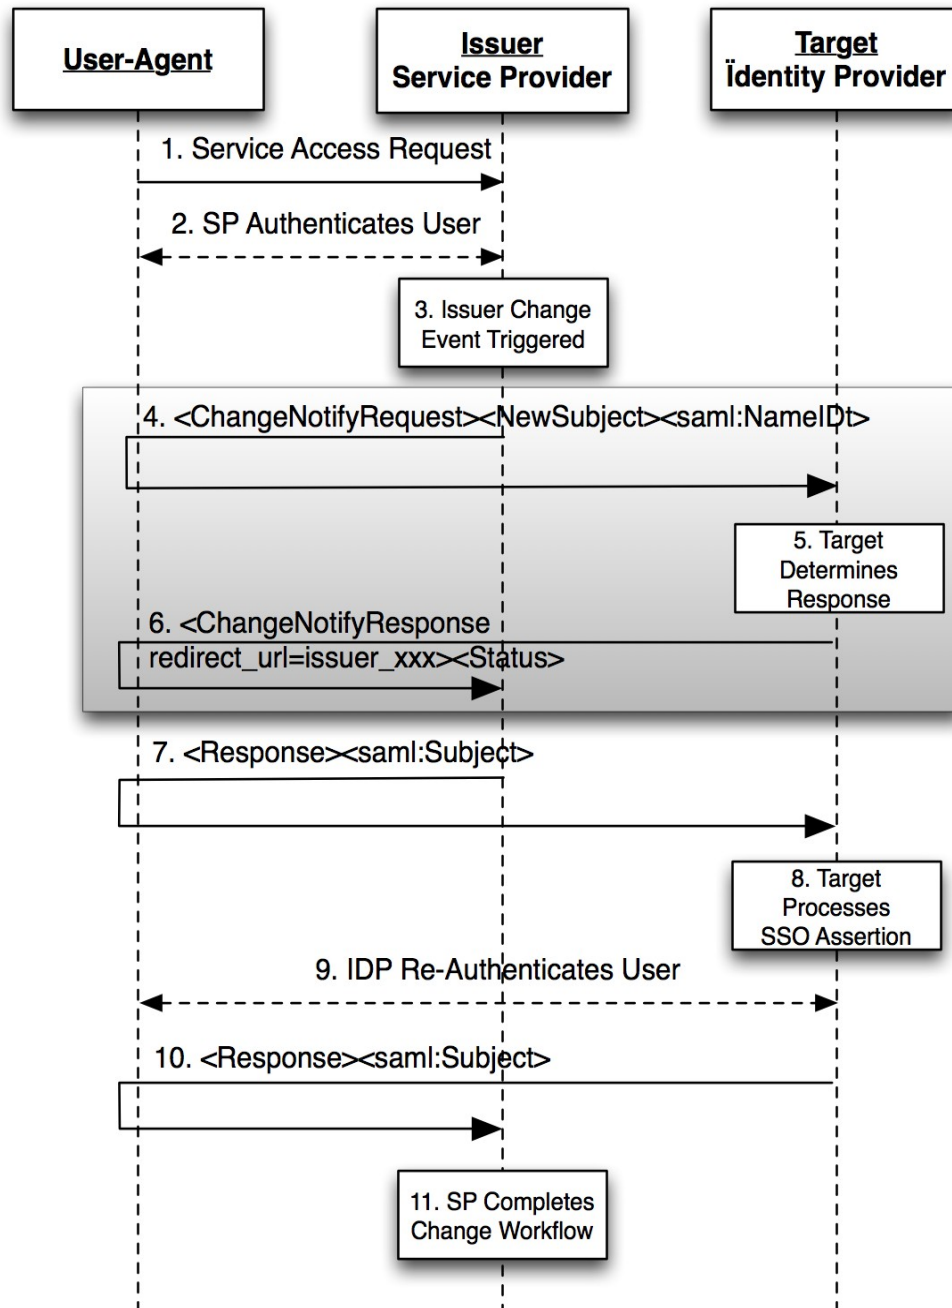 User-Agent
Issuer
Service Provider
Target
Ïdentity Provider
1. Service Access Request
2. SP Authenticates User
3. Issuer Change
Event Triggered
4. <ChangeNotifyRequest><NewSubject><saml:NameIDt>
5. Target
Determines
Response
6. <ChangeNotifyResponse
redirect_url=issuer_xxx><Status>
7. <Response><saml:Subject>
8. Target
Processes
SSO Assertion
9. IDP Re-Authenticates User
10. <Response><saml:Subject>
11. SP Completes
Change Workflow